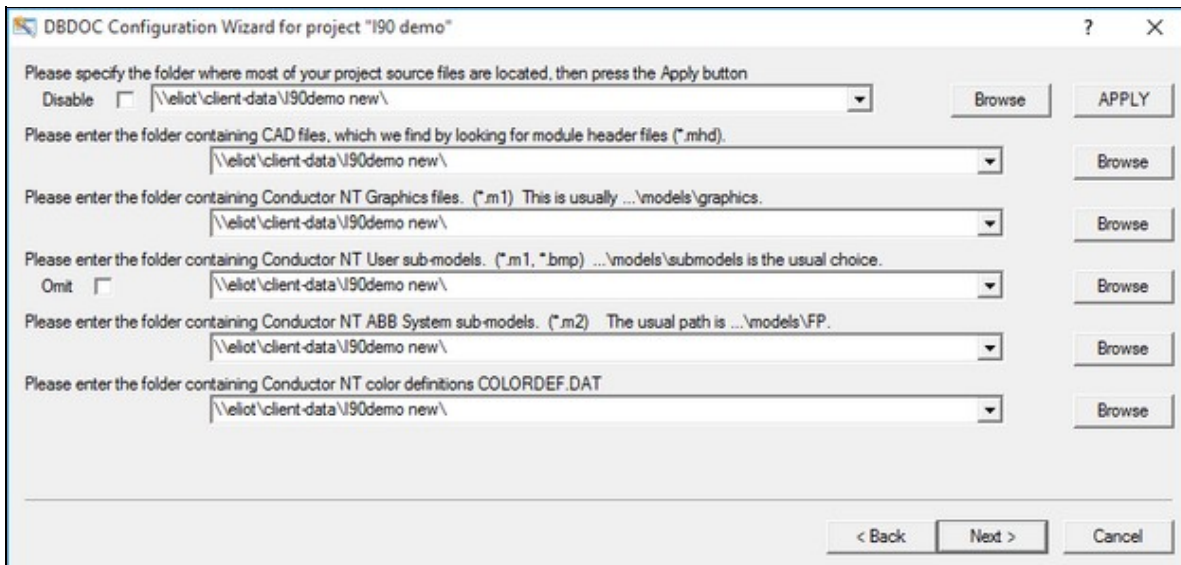 DBDOC Configuration Wizard for project "I90 demo"
Please specify the folder where most of your project source files are located, then press the Apply button
Disable \\eliot\client-data\I90demo new\ Browse APPLY
Please enter the folder containing CAD files, which we find by looking for module header files (*.mhd).
\\eliot\client-data\I90demo new\ Browse
Please enter the folder containing Conductor NT Graphics files. (*.m1) This is usually ...\models\graphics.
\\eliot\client-data\I90demo new\ Browse
Please enter the folder containing Conductor NT User sub-models. (*.m1, *.bmp) ...\models\submodels is the usual choice.
Omit \\eliot\client-data\I90demo new\ Browse
Please enter the folder containing Conductor NT ABB System sub-models. (*.m2) The usual path is ...\models\FP.
\\eliot\client-data\I90demo new\ Browse
Please enter the folder containing Conductor NT color definitions COLORDEF.DAT
\\eliot\client-data\I90demo new\ Browse
< Back Next > Cancel